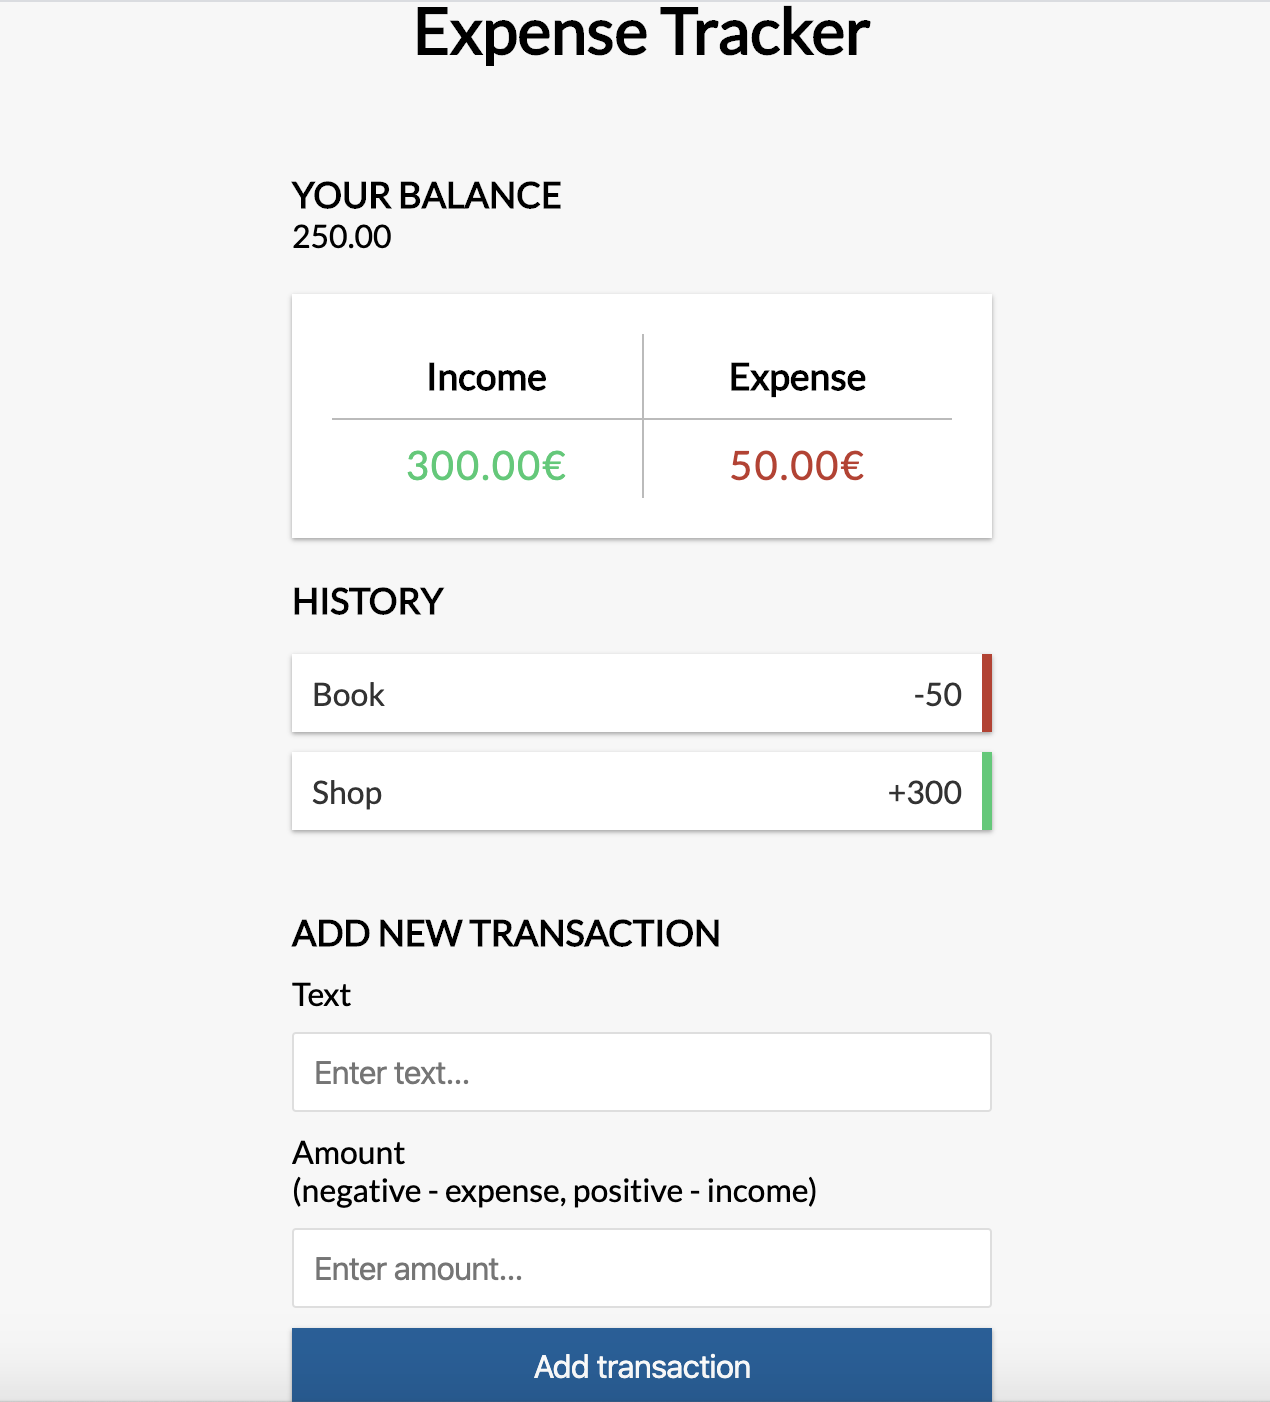 Expense Tracker
YOUR BALANCE
250.00
Income
Expense
300.00€
50.00€
HISTORY
Book
-50
Shop
+300
ADD NEW TRANSACTION
Text
Enter text...
Amount
(negative - expense, positive - income)
Enter amount...
Add transaction